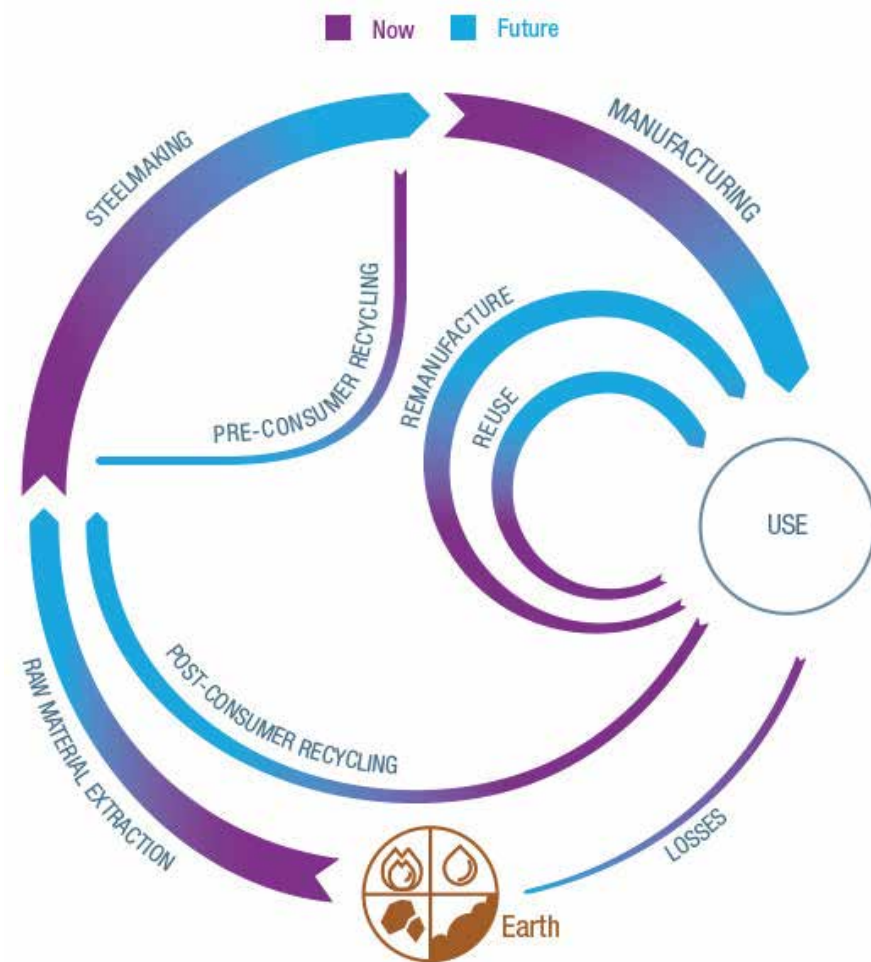 Now
Future
STEELMAKING
MANUFACTURING
PRE-CONSUMER RECYCLING
REMANUFACTURE
REUSE
USE
POST-CONSUMER RECYCLING
RAW MATERIAL EXTRACTION
LOSSES
Earth